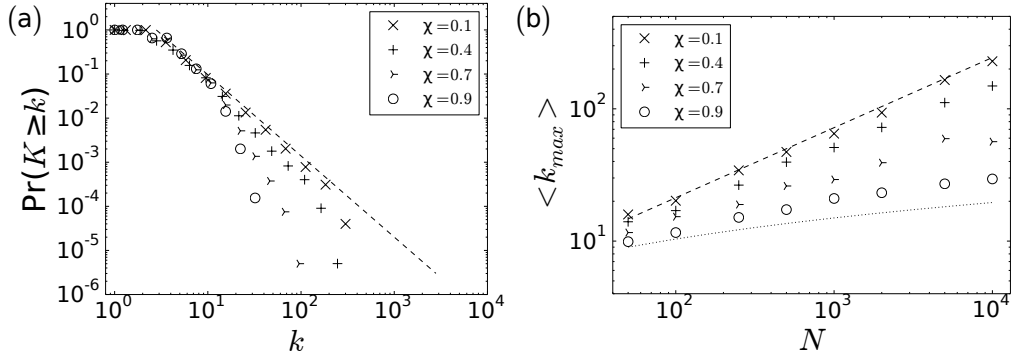 (a)
10^0
10^{-1}
10^{-2}
10^{-3}
10^{-4}
10^{-5}
10^{-6}
Pr(K ≥ k)
10^0 10^1 10^2 10^3 10^4
k
χ=0.1
χ=0.4
χ=0.7
χ=0.9
(b)
10^2
10^1
<k_{max}>
10^2 10^3 10^4
N
χ=0.1
χ=0.4
χ=0.7
χ=0.9